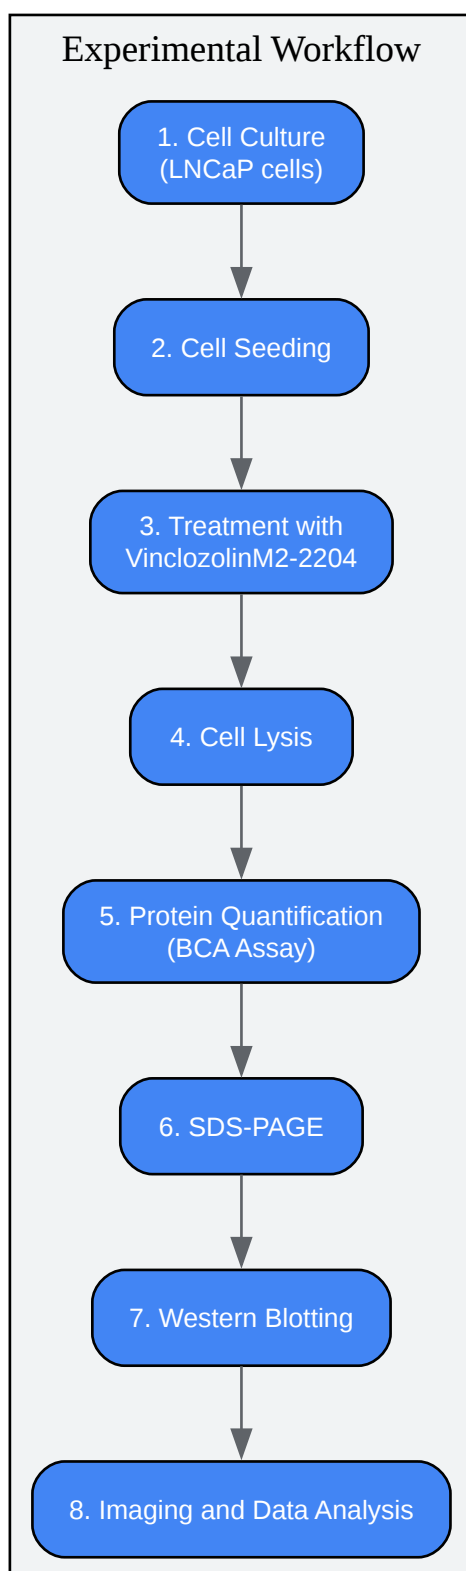 Experimental Workflow
1. Cell Culture
(LNCaP cells)
2. Cell Seeding
3. Treatment with
VinclozolinM2-2204
4. Cell Lysis
5. Protein Quantification
(BCA Assay)
6. SDS-PAGE
7. Western Blotting
8. Imaging and Data Analysis